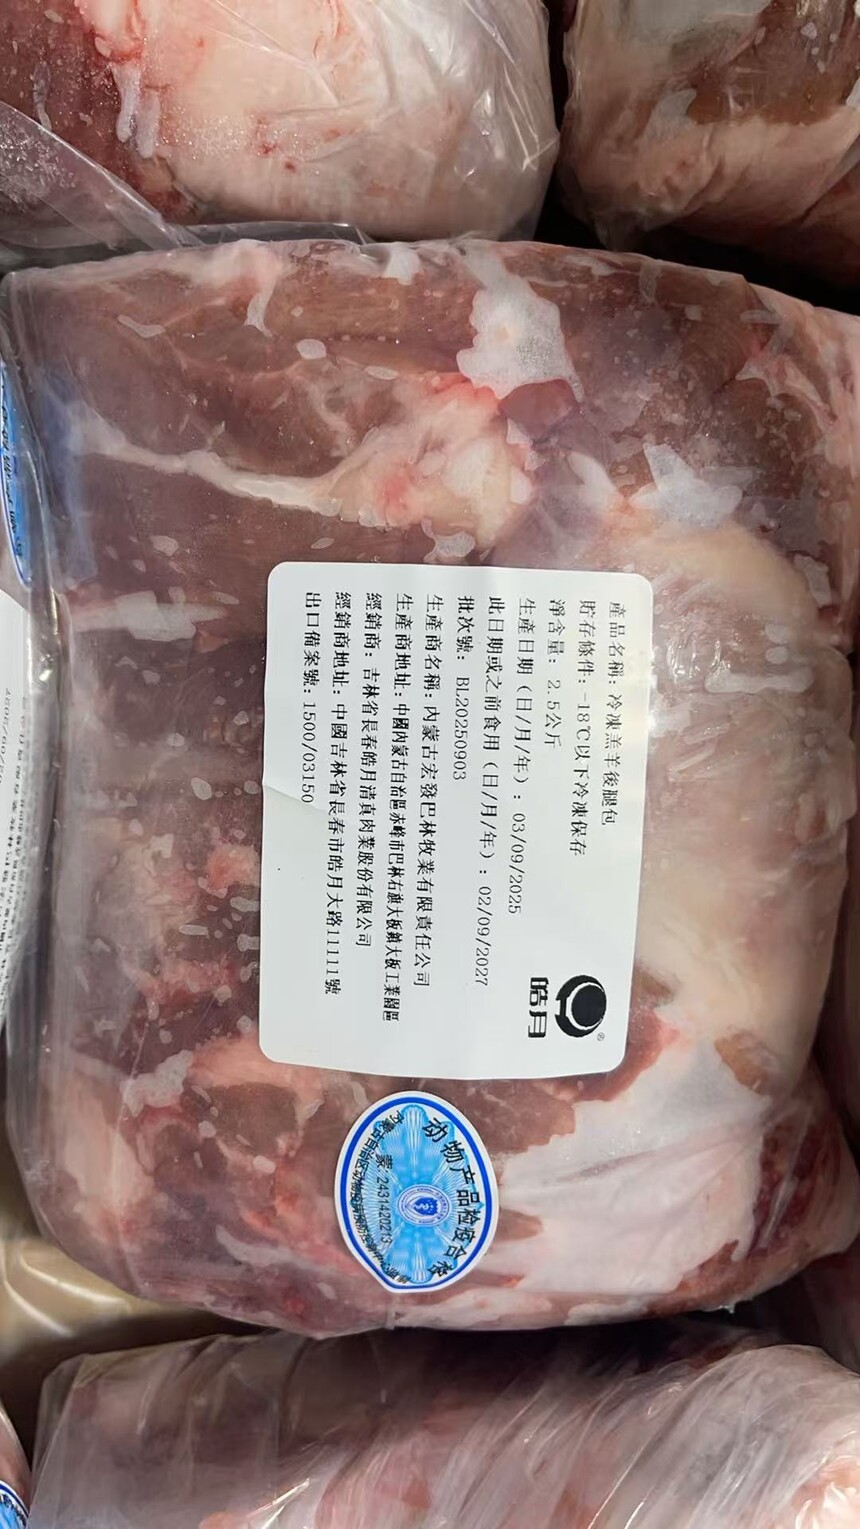 產品名稱：冷凍羔羊後腿包
貯存條件：-18℃以下冷凍保存
淨含量：2.5公斤
生產日期（日/月/年）：03/09/2025
此日期或之前食用（日/月/年）：02/09/2027
批次號：BL20250903
生產商名稱：內蒙古宏發巴林牧業有限責任公司
生產商地址：中國內蒙古自治區赤峰市巴林右旗大板鎮大板工業園區
經銷商：吉林省長春皓月清真肉業股份有限公司
經銷商地址：中國吉林省長春市皓月大路11111號
出口備案號：1500/03150
皓月
®
动物产品检疫合格
蒙：2431420213